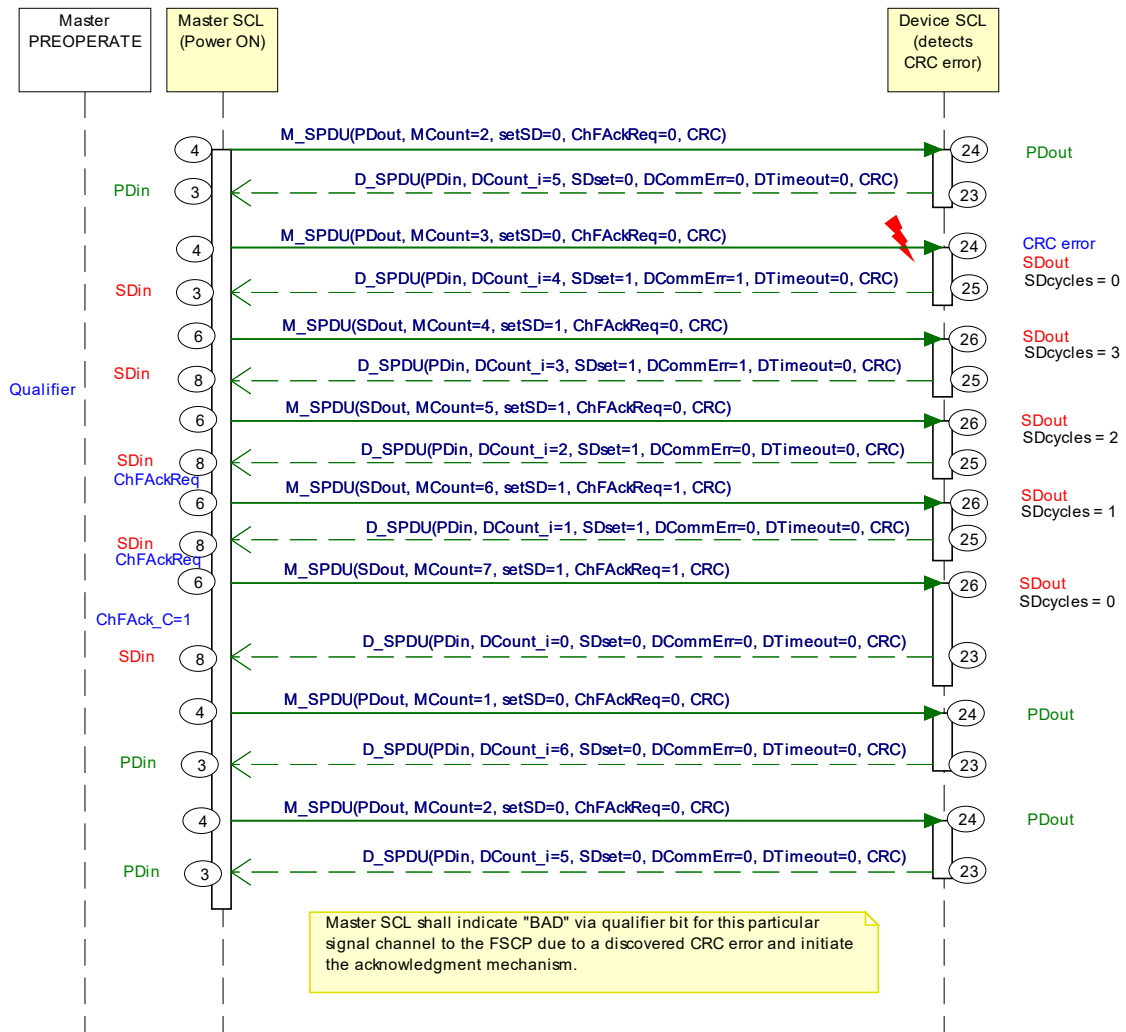 Master
PREOPERATE
Master SCL
(Power ON)
Device SCL
(detects
CRC error)
M_SPDU(PDout, MCount=2, setSD=0, ChFAckReq=0, CRC)
4
24
PDout
D_SPDU(PDin, DCount_i=5, SDset=0, DCommErr=0, DTimeout=0, CRC)
PDin
3
23
M_SPDU(PDout, MCount=3, setSD=0, ChFAckReq=0, CRC)
4
24
CRC error
SDout
SDcycles = 0
D_SPDU(PDin, DCount_i=4, SDset=1, DCommErr=1, DTimeout=0, CRC)
SDin
3
25
M_SPDU(SDout, MCount=4, setSD=1, ChFAckReq=0, CRC)
6
26
SDout
SDcycles = 3
D_SPDU(PDin, DCount_i=3, SDset=1, DCommErr=1, DTimeout=0, CRC)
SDin
8
25
Qualifier
M_SPDU(SDout, MCount=5, setSD=1, ChFAckReq=0, CRC)
6
26
SDout
SDcycles = 2
D_SPDU(PDin, DCount_i=2, SDset=1, DCommErr=0, DTimeout=0, CRC)
SDin
8
25
ChFAckReq
M_SPDU(SDout, MCount=6, setSD=1, ChFAckReq=1, CRC)
6
26
SDout
SDcycles = 1
D_SPDU(PDin, DCount_i=1, SDset=1, DCommErr=0, DTimeout=0, CRC)
SDin
8
25
ChFAckReq
M_SPDU(SDout, MCount=7, setSD=1, ChFAckReq=1, CRC)
6
26
SDout
SDcycles = 0
ChFAck_C=1
D_SPDU(PDin, DCount_i=0, SDset=0, DCommErr=0, DTimeout=0, CRC)
SDin
8
23
M_SPDU(PDout, MCount=1, setSD=0, ChFAckReq=0, CRC)
4
24
PDout
D_SPDU(PDin, DCount_i=6, SDset=0, DCommErr=0, DTimeout=0, CRC)
PDin
3
23
M_SPDU(PDout, MCount=2, setSD=0, ChFAckReq=0, CRC)
4
24
PDout
D_SPDU(PDin, DCount_i=5, SDset=0, DCommErr=0, DTimeout=0, CRC)
PDin
3
23
Master SCL shall indicate "BAD" via qualifier bit for this particular
signal channel to the FSCP due to a discovered CRC error and initiate
the acknowledgment mechanism.